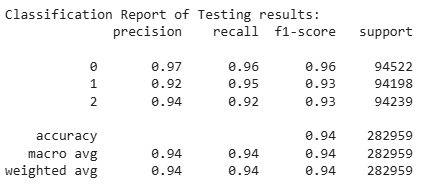 Classification Report of Testing results:
precision recall f1-score support
0 0.97 0.96 0.96 94522
1 0.92 0.95 0.93 94198
2 0.94 0.92 0.93 94239
accuracy 0.94 282959
macro avg 0.94 0.94 0.94 282959
weighted avg 0.94 0.94 0.94 282959